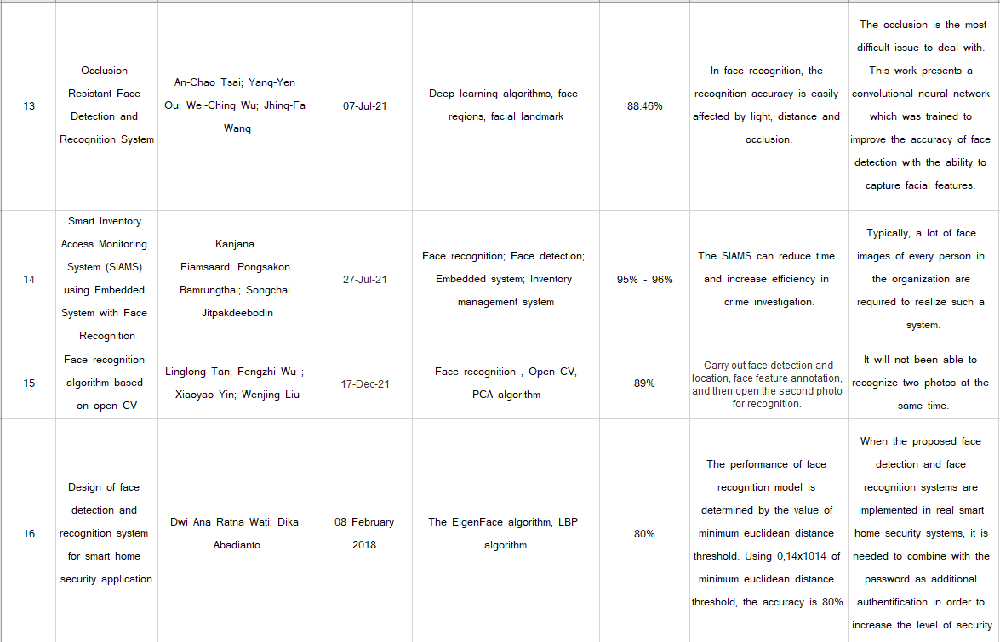 13
Occlusion
Resistant Face
Detection and
Recognition System
An-Chao Tsai; Yang-Yen
Ou; Wei-Ching Wu; Jhing-Fa
Wang
07-Jul-21
Deep learning algorithms, face
regions, facial landmark
88.46%
In face recognition, the
recognition accuracy is easily
affected by light, distance and
occlusion.
The occlusion is the most
difficult issue to deal with.
This work presents a
convolutional neural network
which was trained to
improve the accuracy of face
detection with the ability to
capture facial features.
14
Smart Inventory
Access Monitoring
System (SIAMS)
using Embedded
System with Face
Recognition
Kanjana
Eiamsaard; Pongsakon
Bamrungthai; Songchai
Jitpakdeebodin
27-Jul-21
Face recognition; Face detection;
Embedded system; Inventory
management system
95% - 96%
The SIAMS can reduce time
and increase efficiency in
crime investigation.
Typically, a lot of face
images of every person in
the organization are
required to realize such a
system.
15
Face recognition
algorithm based
on open CV
Linglong Tan; Fengzhi Wu ;
Xiaoyao Yin; Wenjing Liu
17-Dec-21
Face recognition , Open CV,
PCA algorithm
89%
Carry out face detection and
location, face feature annotation,
and then open the second photo
for recognition.
It will not been able to
recognize two photos at the
same time.
16
Design of face
detection and
recognition system
for smart home
security application
Dwi Ana Ratna Wati; Dika
Abadianto
08 February
2018
The EigenFace algorithm, LBP
algorithm
80%
The performance of face
recognition model is
determined by the value of
minimum euclidean distance
threshold. Using 0,14x1014 of
minimum euclidean distance
threshold, the accuracy is 80%.
When the proposed face
detection and face
recognition systems are
implemented in real smart
home security systems, it is
needed to combine with the
password as additional
authentification in order to
increase the level of security.